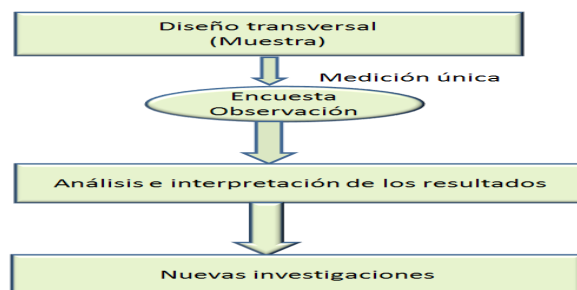 Diseño transversal
(Muestra)
Medición única
Encuesta
Observación
Análisis e interpretación de los resultados
Nuevas investigaciones